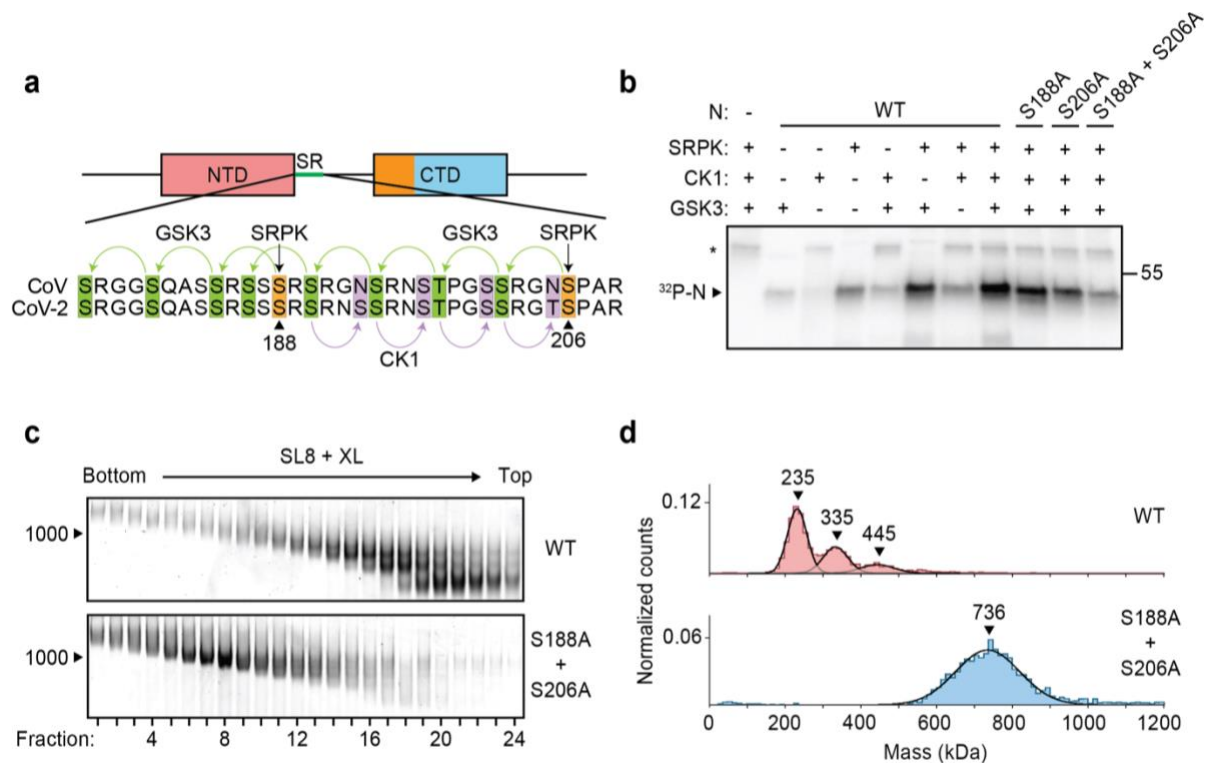 a
SR
NTD CTD
GSK3 SRPK GSK3 SRPK
CoV SRGGSQASSRSSSRSRGNSRNSTPGSSRGNSPAR
CoV-2 SRGGSQASSRSSSRSRNSSRNSTPGSSRGTSPAR
188 CK1 206
b
N: - WT S188A S206A S188A + S206A
SRPK: + - - + - + + + + + +
CK1: + - + - + - + + + + +
GSK3: + + - - + + - + + + +
*
55
³²P-N
c
SL8 + XL
Bottom Top
1000 WT
1000 S188A
+
S206A
Fraction: 4 8 12 16 20 24
d
235
0.12 335 WT
445
736
0.06 S188A
+
S206A
Normalized counts
0 200 400 600 800 1000 1200
Mass (kDa)